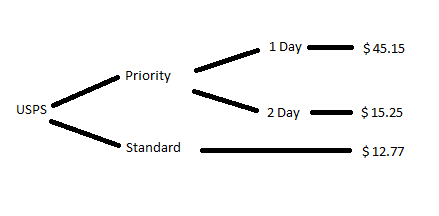 1 Day
$ 45.15
Priority
USPS
2 Day
$ 15.25
Standard
$ 12.77